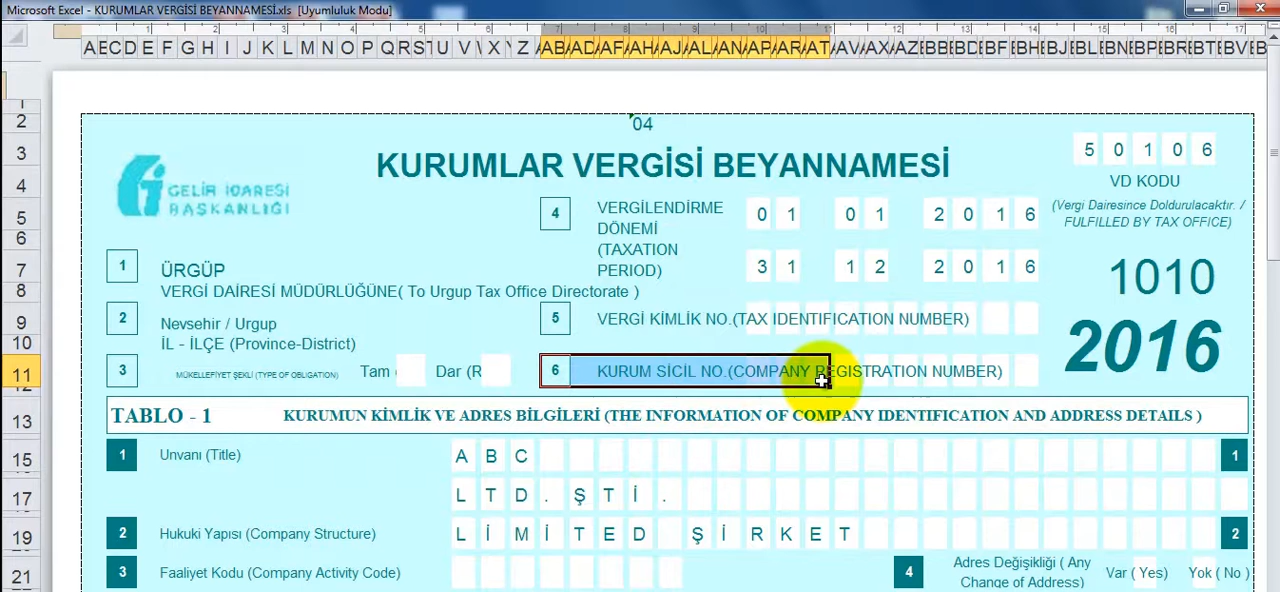 Microsoft Excel - KURUMLAR VERGİSİ BEYANNAMESİ.xls [Uyumluluk Modu]
04
KURUMLAR VERGİSİ BEYANNAMESİ
GELİR İDARESİ
BAŞKANLIĞI
5 0 1 0 6
VD KODU
(Vergi Dairesince Doldurulacaktır. /
FULFILLED BY TAX OFFICE)
4 VERGİLENDİRME
DÖNEMİ
(TAXATION
PERIOD)
0 1 0 1 2 0 1 6
3 1 1 2 2 0 1 6
1010
2016
1 ÜRGÜP
VERGİ DAİRESİ MÜDÜRLÜĞÜNE( To Urgup Tax Office Directorate )
2 Nevsehir / Urgup
İL - İLÇE (Province-District)
5 VERGİ KİMLİK NO.(TAX IDENTIFICATION NUMBER)
3 MÜKELLEFİYET ŞEKLİ (TYPE OF OBLIGATION) Tam ( Dar (R
6 KURUM SİCİL NO.(COMPANY REGISTRATION NUMBER)
TABLO - 1 KURUMUN KİMLİK VE ADRES BİLGİLERİ (THE INFORMATION OF COMPANY IDENTIFICATION AND ADDRESS DETAILS )
1 Unvanı (Title) A B C 1
L T D . Ş T İ .
2 Hukuki Yapısı (Company Structure) L İ M İ T E D Ş İ R K E T 2
3 Faaliyet Kodu (Company Activity Code)
4 Adres Değişikliği ( Any
Change of Address)
Var ( Yes) Yok ( No )